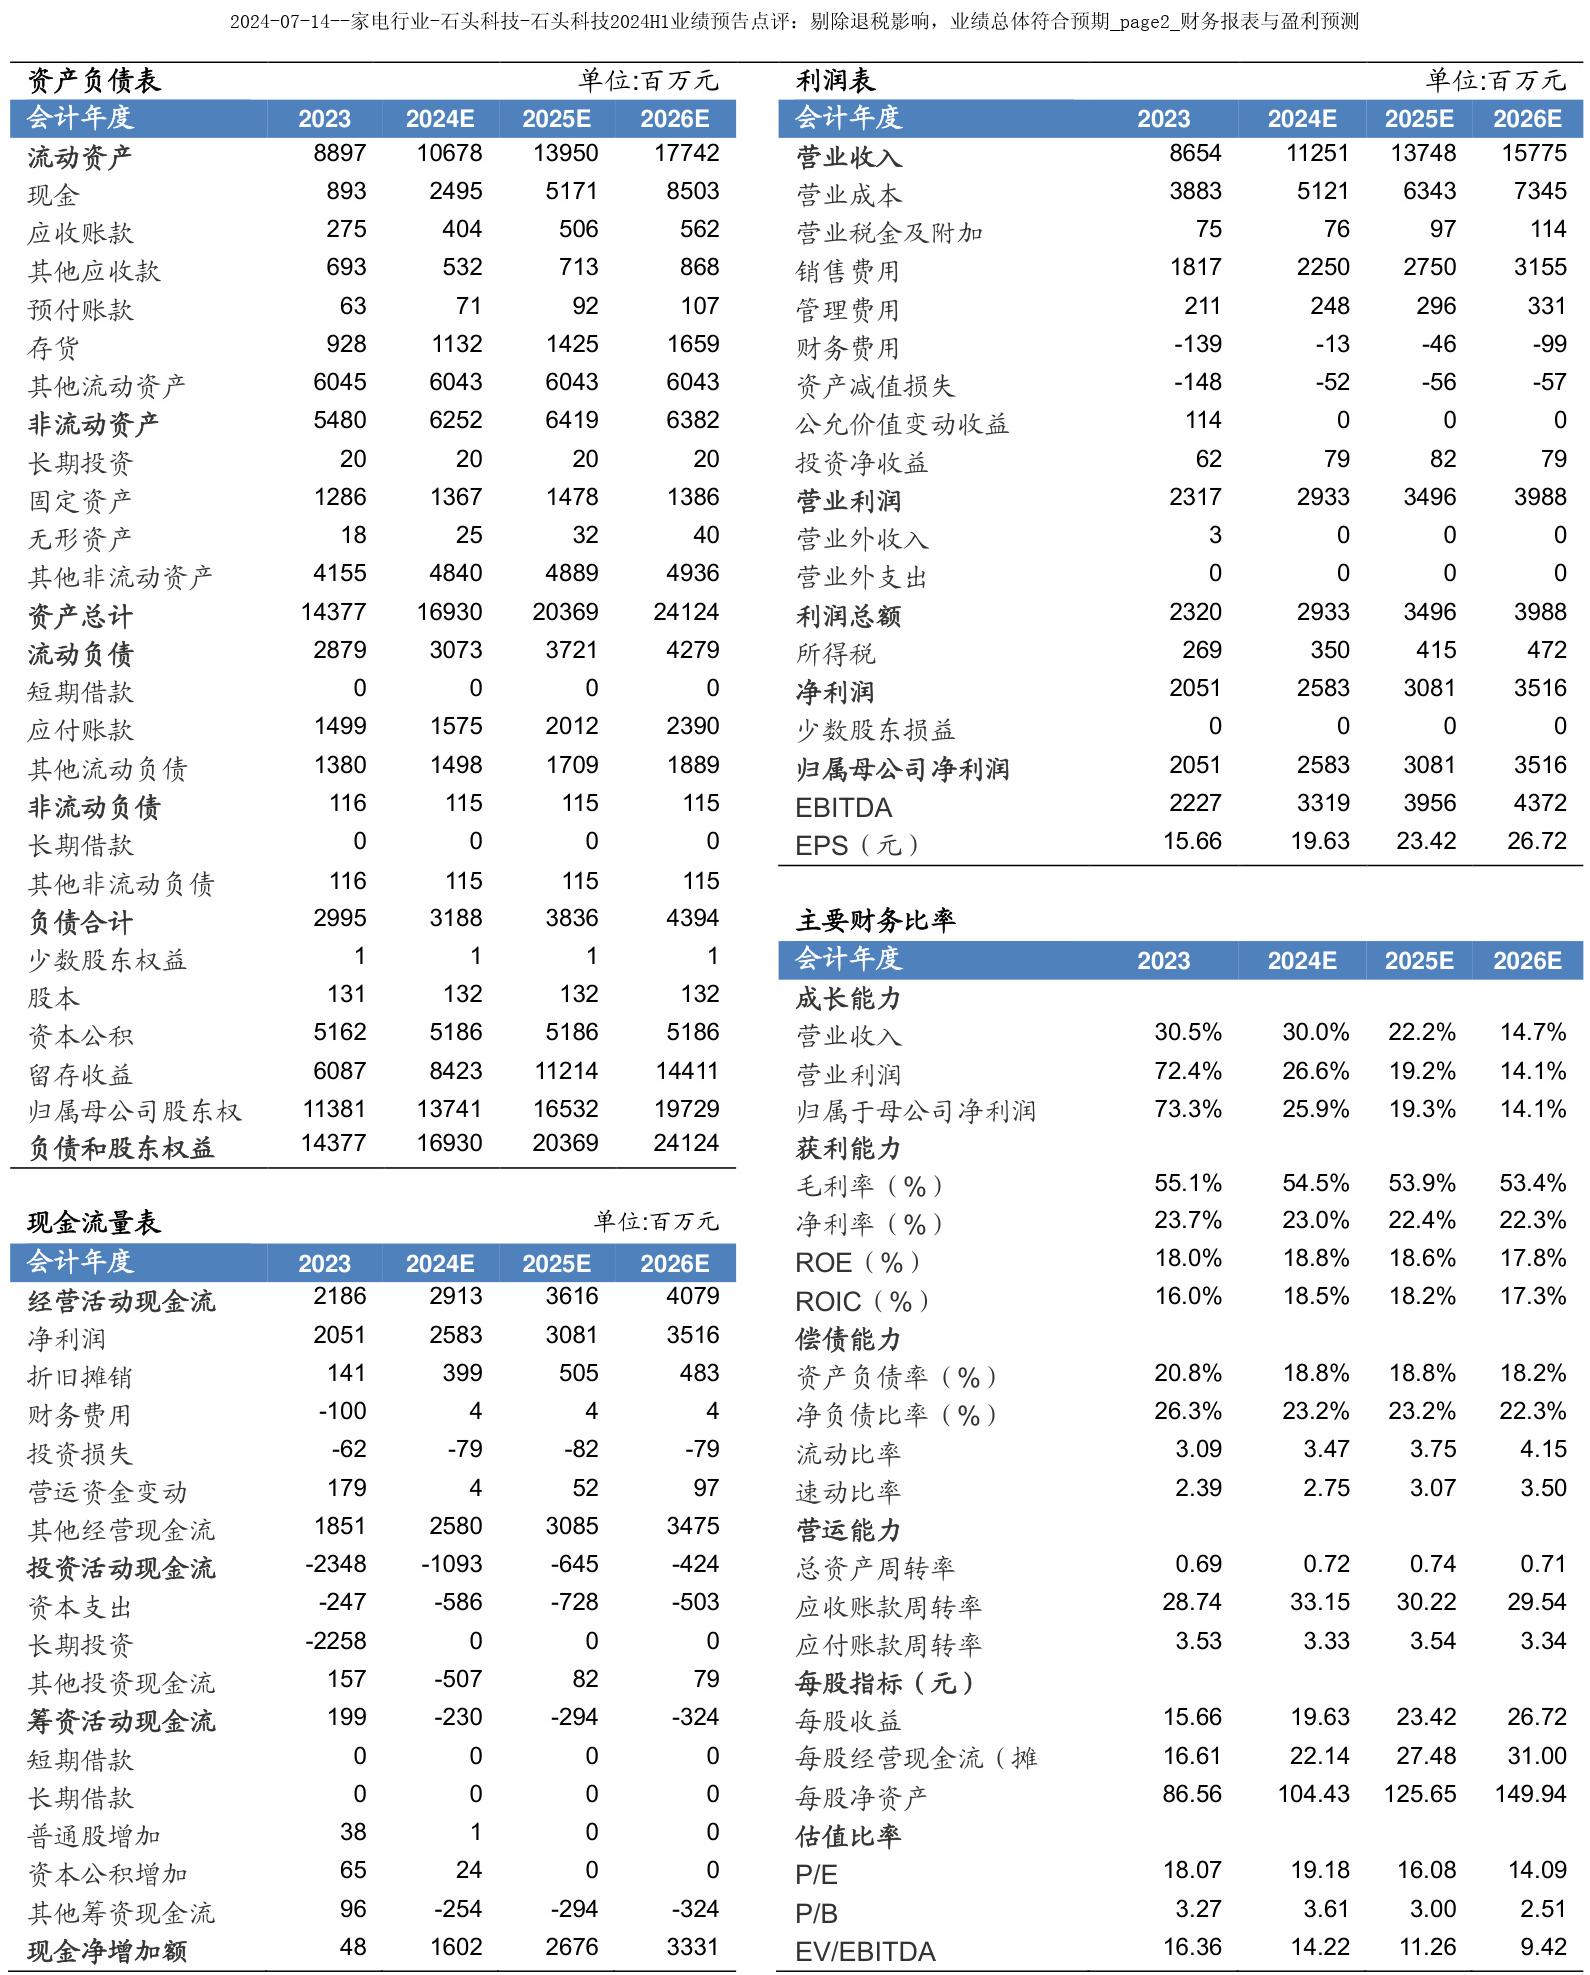 2024-07-14--家电行业-石头科技-石头科技2024H1业绩预告点评：剔除退税影响，业绩总体符合预期_page2_财务报表与盈利预测
资产负债表 单位:百万元
会计年度 2023 2024E 2025E 2026E
流动资产 8897 10678 13950 17742
现金 893 2495 5171 8503
应收账款 275 404 506 562
其他应收款 693 532 713 868
预付账款 63 71 92 107
存货 928 1132 1425 1659
其他流动资产 6045 6043 6043 6043
非流动资产 5480 6252 6419 6382
长期投资 20 20 20 20
固定资产 1286 1367 1478 1386
无形资产 18 25 32 40
其他非流动资产 4155 4840 4889 4936
资产总计 14377 16930 20369 24124
流动负债 2879 3073 3721 4279
短期借款 0 0 0 0
应付账款 1499 1575 2012 2390
其他流动负债 1380 1498 1709 1889
非流动负债 116 115 115 115
长期借款 0 0 0 0
其他非流动负债 116 115 115 115
负债合计 2995 3188 3836 4394
少数股东权益 1 1 1 1
股本 131 132 132 132
资本公积 5162 5186 5186 5186
留存收益 6087 8423 11214 14411
归属母公司股东权 11381 13741 16532 19729
负债和股东权益 14377 16930 20369 24124
现金流量表 单位:百万元
会计年度 2023 2024E 2025E 2026E
经营活动现金流 2186 2913 3616 4079
净利润 2051 2583 3081 3516
折旧摊销 141 399 505 483
财务费用 -100 4 4 4
投资损失 -62 -79 -82 -79
营运资金变动 179 4 52 97
其他经营现金流 1851 2580 3085 3475
投资活动现金流 -2348 -1093 -645 -424
资本支出 -247 -586 -728 -503
长期投资 -2258 0 0 0
其他投资现金流 157 -507 82 79
筹资活动现金流 199 -230 -294 -324
短期借款 0 0 0 0
长期借款 0 0 0 0
普通股增加 38 1 0 0
资本公积增加 65 24 0 0
其他筹资现金流 96 -254 -294 -324
现金净增加额 48 1602 2676 3331
利润表 单位:百万元
会计年度 2023 2024E 2025E 2026E
营业收入 8654 11251 13748 15775
营业成本 3883 5121 6343 7345
营业税金及附加 75 76 97 114
销售费用 1817 2250 2750 3155
管理费用 211 248 296 331
财务费用 -139 -13 -46 -99
资产减值损失 -148 -52 -56 -57
公允价值变动收益 114 0 0 0
投资净收益 62 79 82 79
营业利润 2317 2933 3496 3988
营业外收入 3 0 0 0
营业外支出 0 0 0 0
利润总额 2320 2933 3496 3988
所得税 269 350 415 472
净利润 2051 2583 3081 3516
少数股东损益 0 0 0 0
归属母公司净利润 2051 2583 3081 3516
EBITDA 2227 3319 3956 4372
EPS（元） 15.66 19.63 23.42 26.72
主要财务比率
会计年度 2023 2024E 2025E 2026E
成长能力
营业收入 30.5% 30.0% 22.2% 14.7%
营业利润 72.4% 26.6% 19.2% 14.1%
归属于母公司净利润 73.3% 25.9% 19.3% 14.1%
获利能力
毛利率（%） 55.1% 54.5% 53.9% 53.4%
净利率（%） 23.7% 23.0% 22.4% 22.3%
ROE（%） 18.0% 18.8% 18.6% 17.8%
ROIC（%） 16.0% 18.5% 18.2% 17.3%
偿债能力
资产负债率（%） 20.8% 18.8% 18.8% 18.2%
净负债比率（%） 26.3% 23.2% 23.2% 22.3%
流动比率 3.09 3.47 3.75 4.15
速动比率 2.39 2.75 3.07 3.50
营运能力
总资产周转率 0.69 0.72 0.74 0.71
应收账款周转率 28.74 33.15 30.22 29.54
应付账款周转率 3.53 3.33 3.54 3.34
每股指标（元）
每股收益 15.66 19.63 23.42 26.72
每股经营现金流（摊 16.61 22.14 27.48 31.00
每股净资产 86.56 104.43 125.65 149.94
估值比率
P/E 18.07 19.18 16.08 14.09
P/B 3.27 3.61 3.00 2.51
EV/EBITDA 16.36 14.22 11.26 9.42